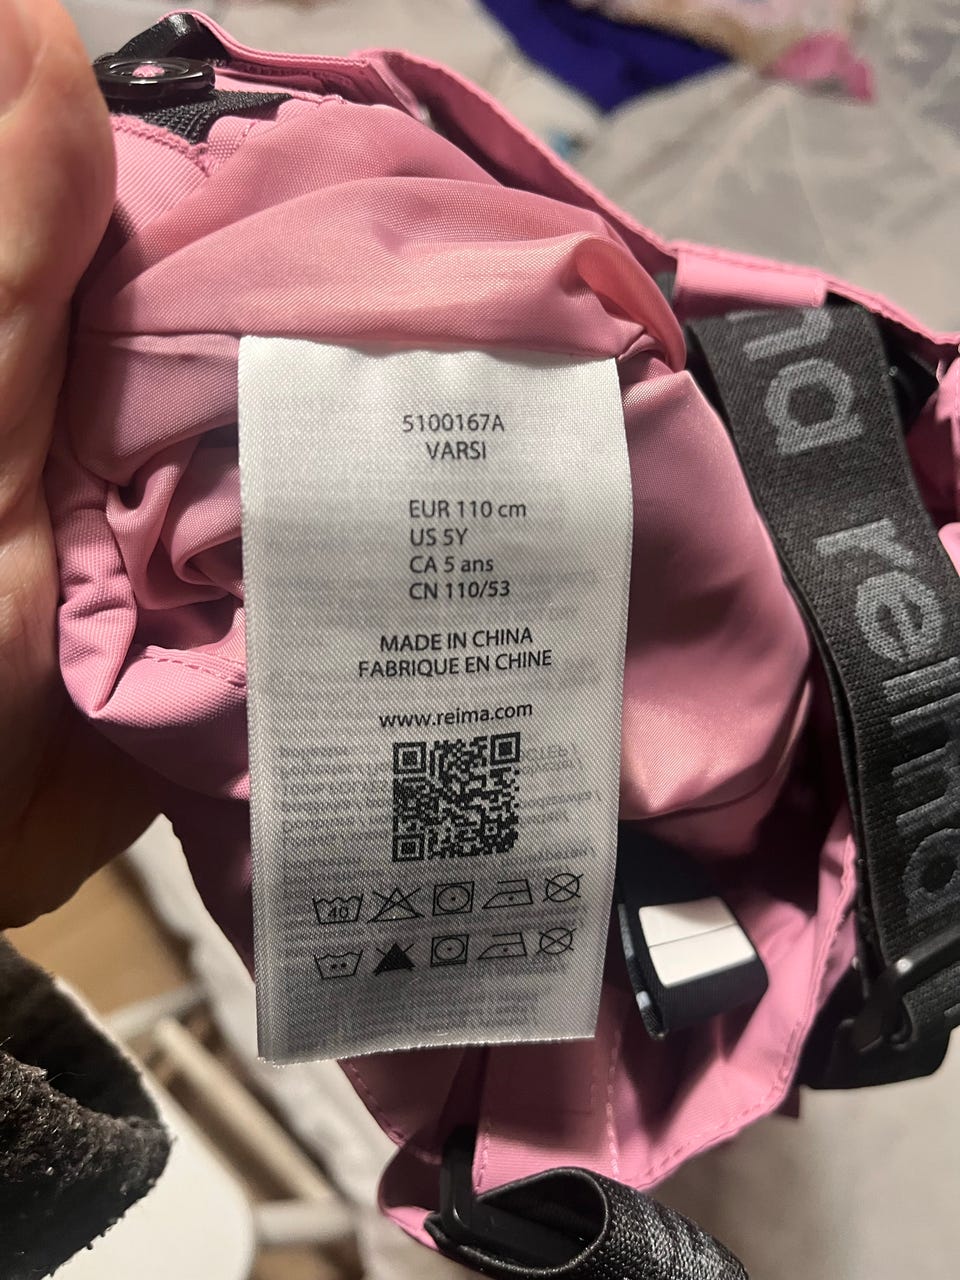 5100167A
VARSI
EUR 110 cm
US 5Y
CA 5 ans
CN 110/53
MADE IN CHINA
FABRIQUE EN CHINE
www.reima.com
40
reima